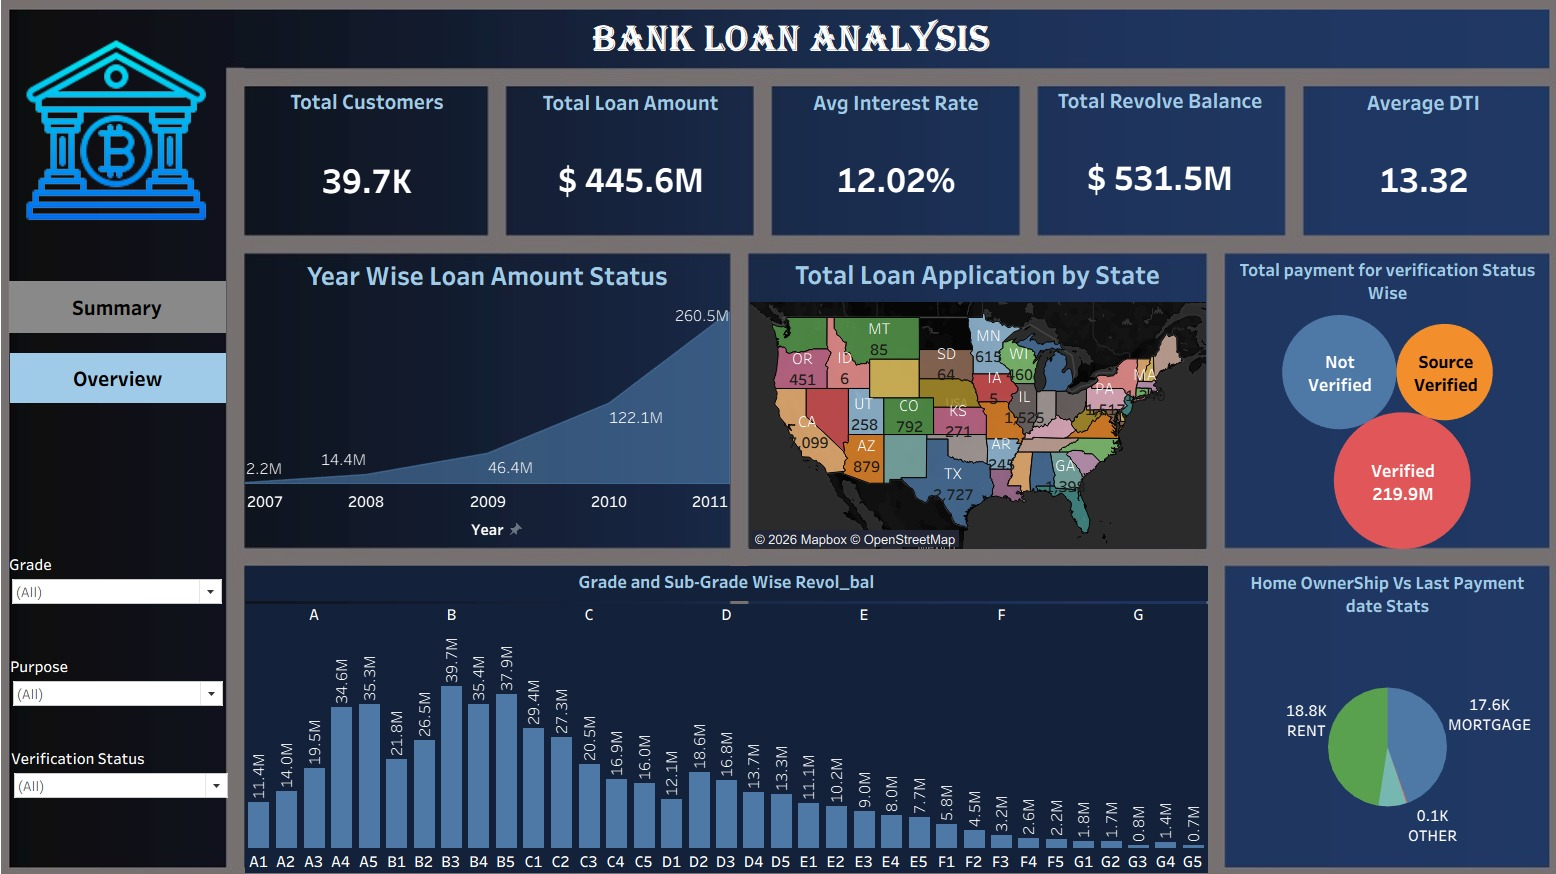 BANK LOAN ANALYSIS
Total Customers
39.7K
Total Loan Amount
$ 445.6M
Avg Interest Rate
12.02%
Total Revolve Balance
$ 531.5M
Average DTI
13.32
Summary
Overview
Grade
(All)
Purpose
(All)
Verification Status
(All)
Year Wise Loan Amount Status
260.5M
122.1M
46.4M
14.4M
2.2M
2007 2008 2009 2010 2011
Year
Total Loan Application by State
MT
85
MN
615
WI
460
OR
451
ID
6
SD
64
IA
5
MA
PA
USA
UT
258
CO
792
KS
271
IL
1,525
CA
7,099
AZ
879
AR
245
TX
2,727
GA
© 2026 Mapbox © OpenStreetMap
Total payment for verification Status
Wise
Not
Verified
Source
Verified
Verified
219.9M
Grade and Sub-Grade Wise Revol_bal
A B C D E F G
11.4M 14.0M 19.5M 34.6M 35.3M 21.8M 26.5M 39.7M 35.4M 37.9M 29.4M 27.3M 20.5M 16.9M 16.0M 12.1M 18.6M 16.8M 13.7M 13.3M 11.1M 10.2M 9.0M 8.0M 7.7M 5.8M 4.5M 3.2M 2.6M 2.2M 1.8M 1.7M 0.8M 1.4M 0.7M
A1 A2 A3 A4 A5 B1 B2 B3 B4 B5 C1 C2 C3 C4 C5 D1 D2 D3 D4 D5 E1 E2 E3 E4 E5 F1 F2 F3 F4 F5 G1 G2 G3 G4 G5
Home OwnerShip Vs Last Payment
date Stats
18.8K
RENT
17.6K
MORTGAGE
0.1K
OTHER